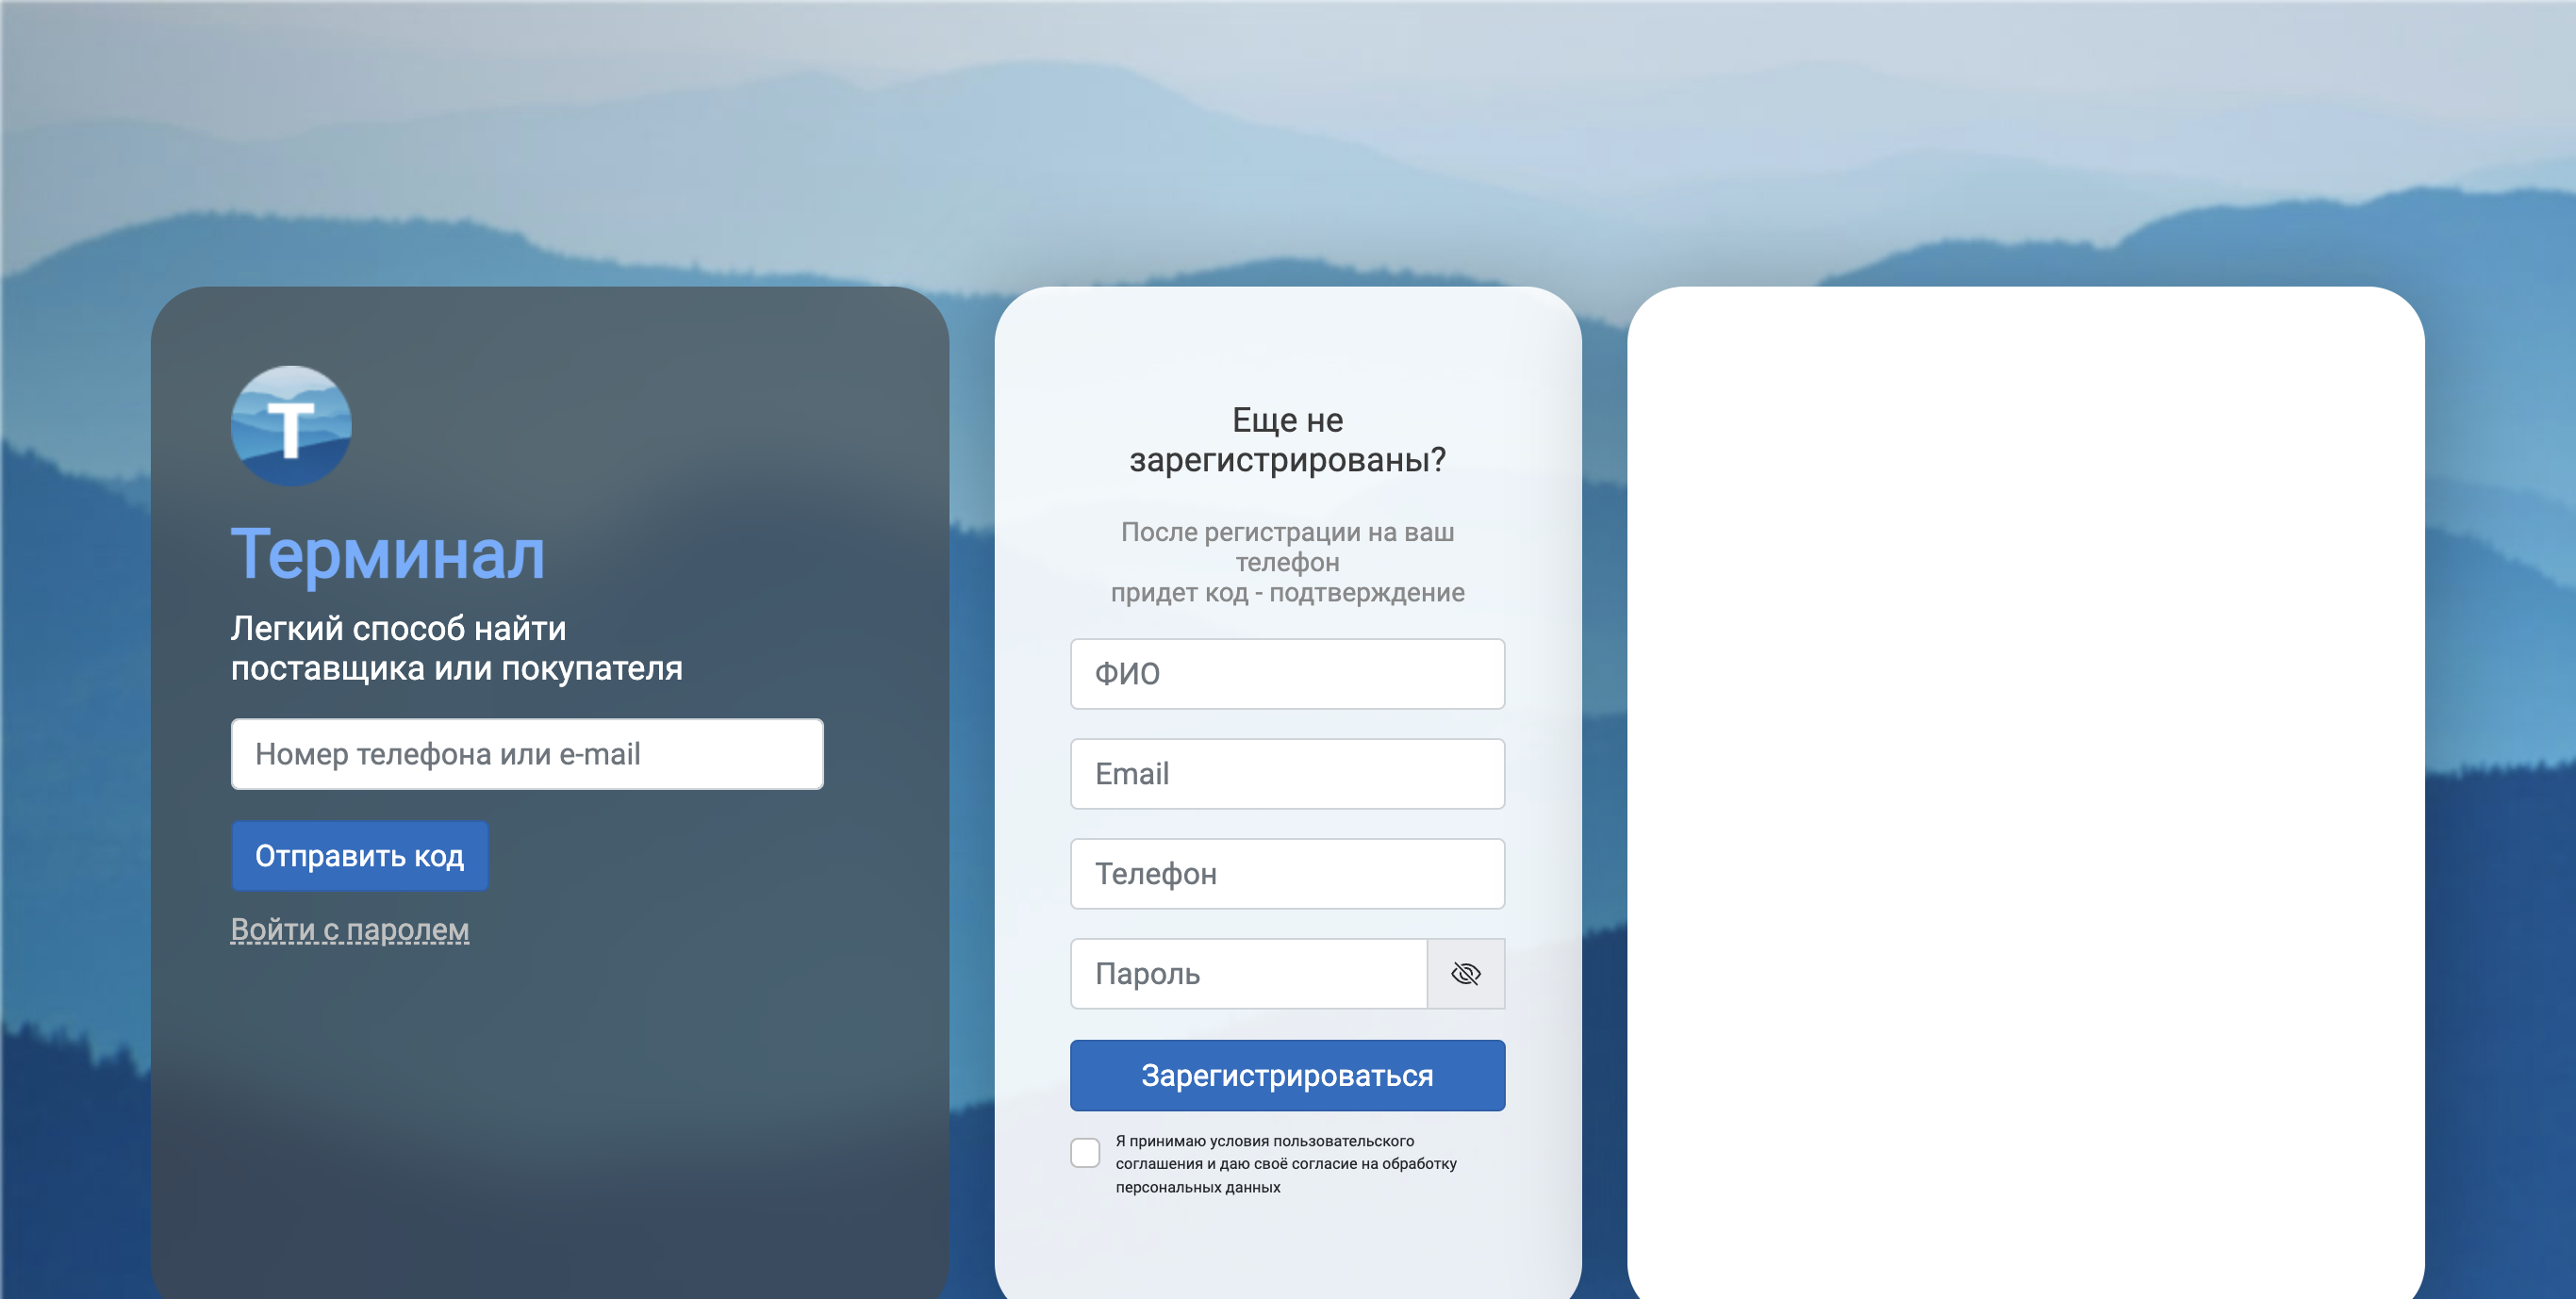 T
Терминал
Легкий способ найти
поставщика или покупателя
Номер телефона или e-mail
Отправить код
Войти с паролем
Еще не
зарегистрированы?
После регистрации на ваш
телефон
придет код - подтверждение
ФИО
Email
Телефон
Пароль
Зарегистрироваться
Я принимаю условия пользовательского
соглашения и даю своё согласие на обработку
персональных данных